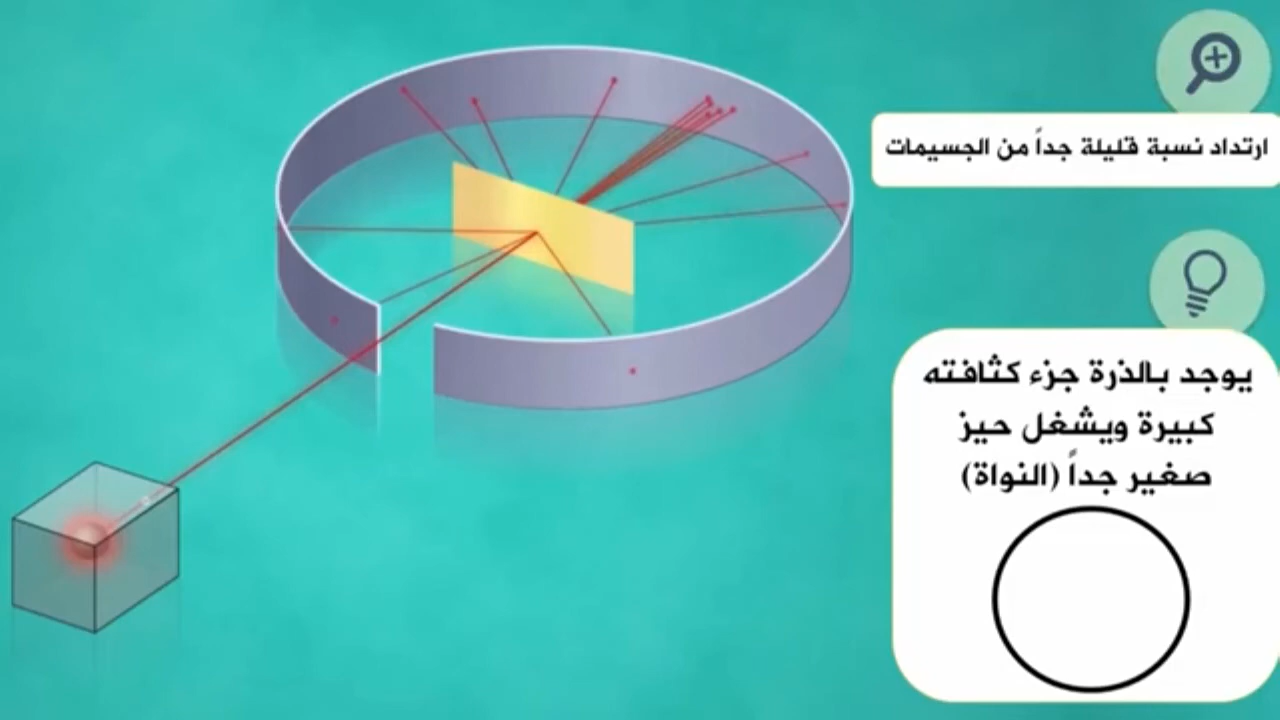 ارتداد نسبة قليلة جداً من الجسيمات
يوجد بالذرة جزء كثافته
كبيرة ويشغل حيز
صغير جداً (النواة)